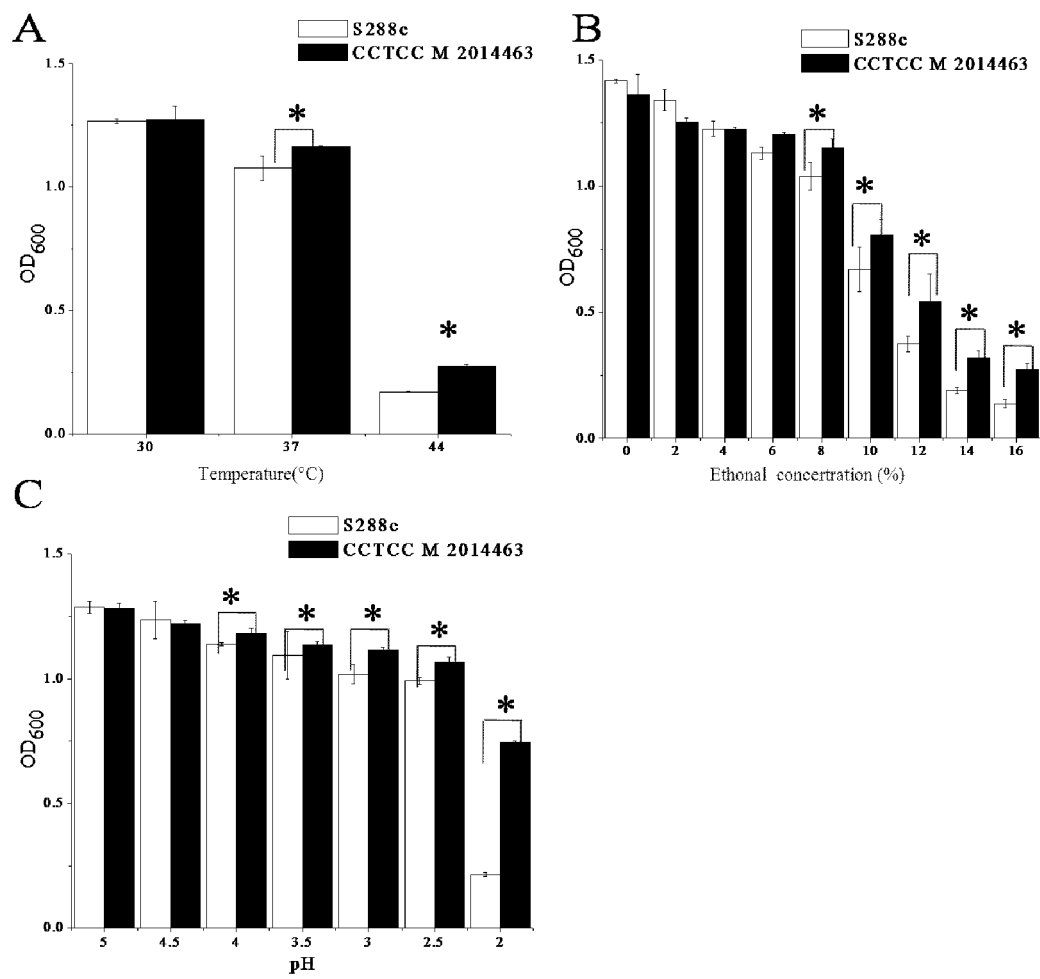 A
S288c
CCTCC M 2014463
1.5
1.0
0.5
0.0
OD600
*
*
30 37 44
Temperature(°C)
B
S288c
CCTCC M 2014463
1.5
1.0
0.5
0.0
OD600
*
*
*
*
*
0 2 4 6 8 10 12 14 16
Ethonal concertration (%)
C
S288c
CCTCC M 2014463
1.5
1.0
0.5
0.0
OD600
*
*
*
*
*
5 4.5 4 3.5 3 2.5 2
pH